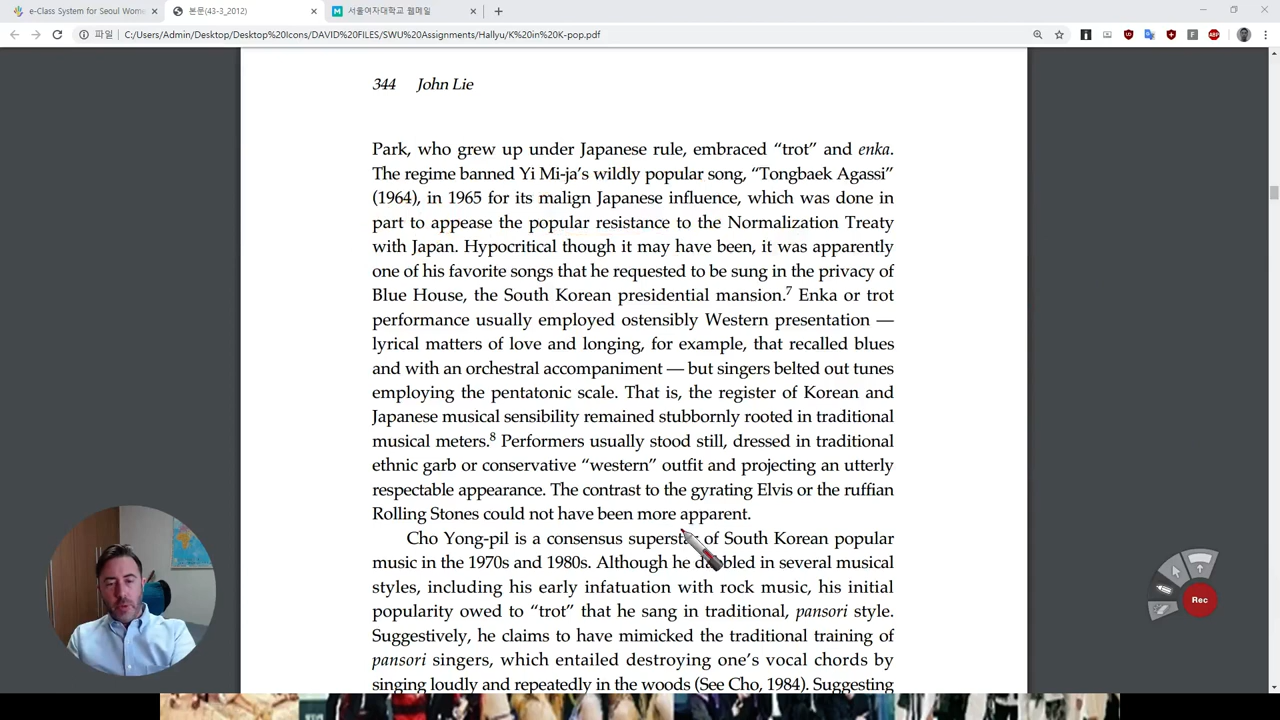 e-Class System for Seoul Wome
본문(43-3_2012)
서울여자대학교 웹메일
파일 C:/Users/Admin/Desktop/Desktop%20Icons/DAVID%20FILES/SWU%20Assignments/Hallyu/K%20in%20K-pop.pdf
344 John Lie
Park, who grew up under Japanese rule, embraced “trot” and enka.
The regime banned Yi Mi-ja’s wildly popular song, “Tongbaek Agassi”
(1964), in 1965 for its malign Japanese influence, which was done in
part to appease the popular resistance to the Normalization Treaty
with Japan. Hypocritical though it may have been, it was apparently
one of his favorite songs that he requested to be sung in the privacy of
Blue House, the South Korean presidential mansion.7 Enka or trot
performance usually employed ostensibly Western presentation —
lyrical matters of love and longing, for example, that recalled blues
and with an orchestral accompaniment — but singers belted out tunes
employing the pentatonic scale. That is, the register of Korean and
Japanese musical sensibility remained stubbornly rooted in traditional
musical meters.8 Performers usually stood still, dressed in traditional
ethnic garb or conservative “western” outfit and projecting an utterly
respectable appearance. The contrast to the gyrating Elvis or the ruffian
Rolling Stones could not have been more apparent.
Cho Yong-pil is a consensus superstar of South Korean popular
music in the 1970s and 1980s. Although he dabbled in several musical
styles, including his early infatuation with rock music, his initial
popularity owed to “trot” that he sang in traditional, pansori style.
Suggestively, he claims to have mimicked the traditional training of
pansori singers, which entailed destroying one’s vocal chords by
singing loudly and repeatedly in the woods (See Cho, 1984). Suggesting
Rec